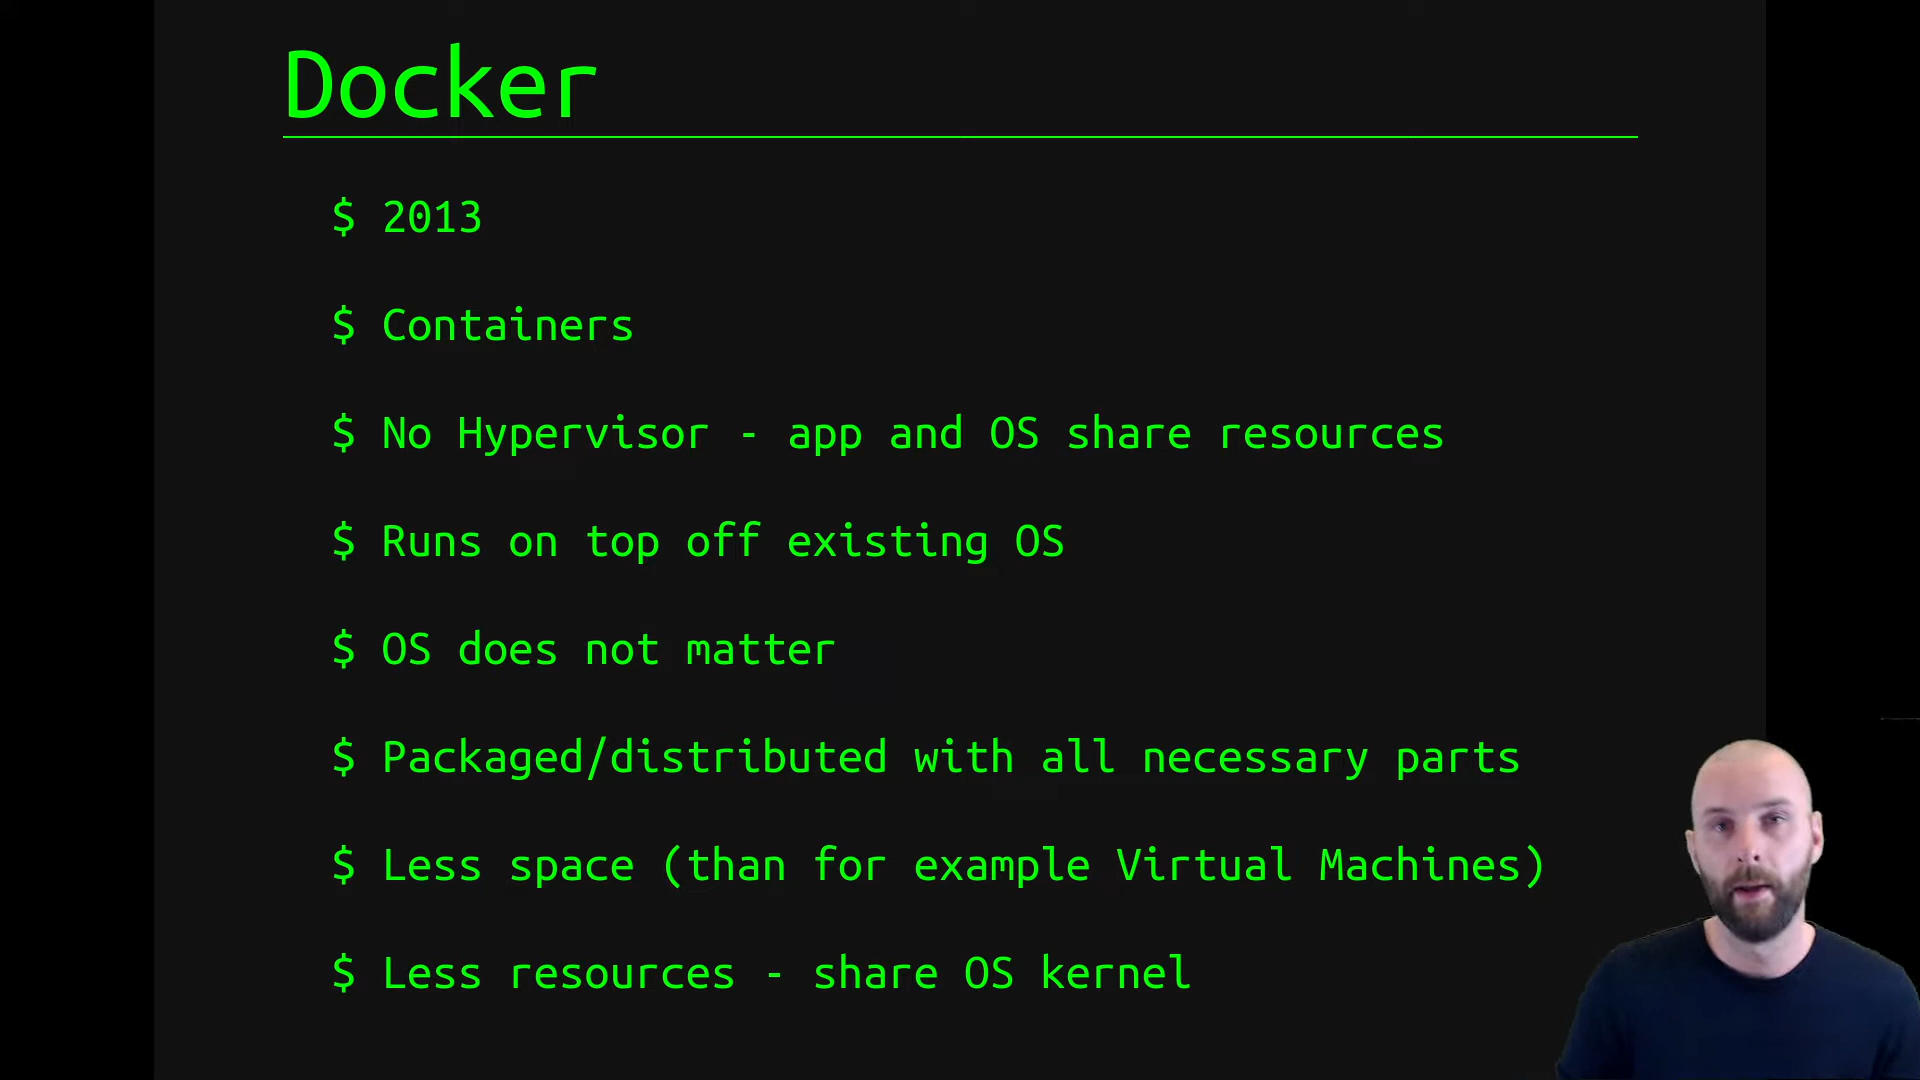 Docker
$ 2013
$ Containers
$ No Hypervisor - app and OS share resources
$ Runs on top off existing OS
$ OS does not matter
$ Packaged/distributed with all necessary parts
$ Less space (than for example Virtual Machines)
$ Less resources - share OS kernel